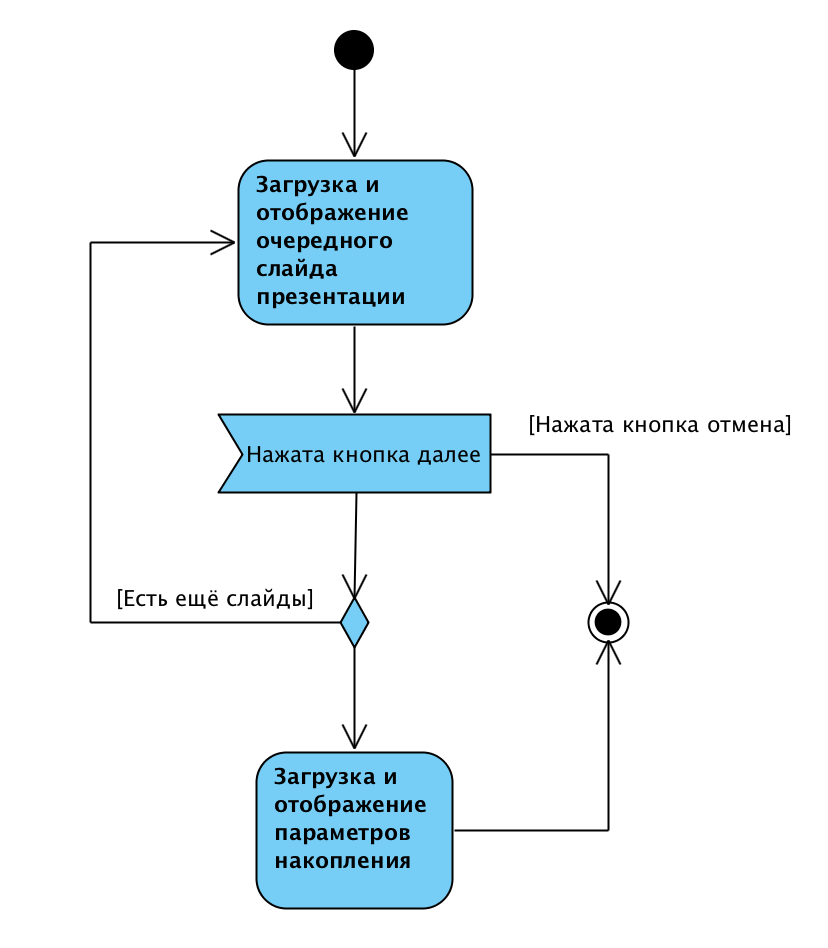 Загрузка и
отображение
очередного
слайда
презентации
[Нажата кнопка отмена]
Нажата кнопка далее
[Есть ещё слайды]
Загрузка и
отображение
параметров
накопления